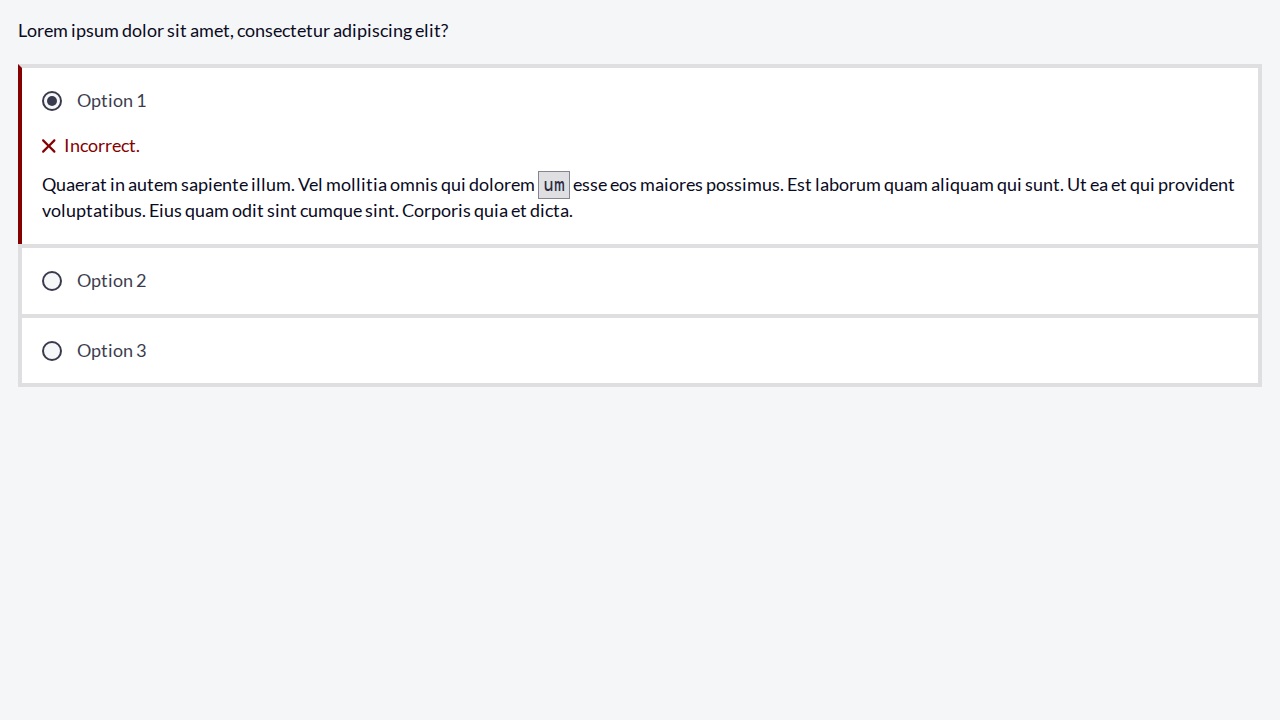 Lorem ipsum dolor sit amet, consectetur adipiscing elit?
Option 1
Incorrect.
Quaerat in autem sapiente illum. Vel mollitia omnis qui dolorem um esse eos maiores possimus. Est laborum quam aliquam qui sunt. Ut ea et qui provident
voluptatibus. Eius quam odit sint cumque sint. Corporis quia et dicta.
Option 2
Option 3